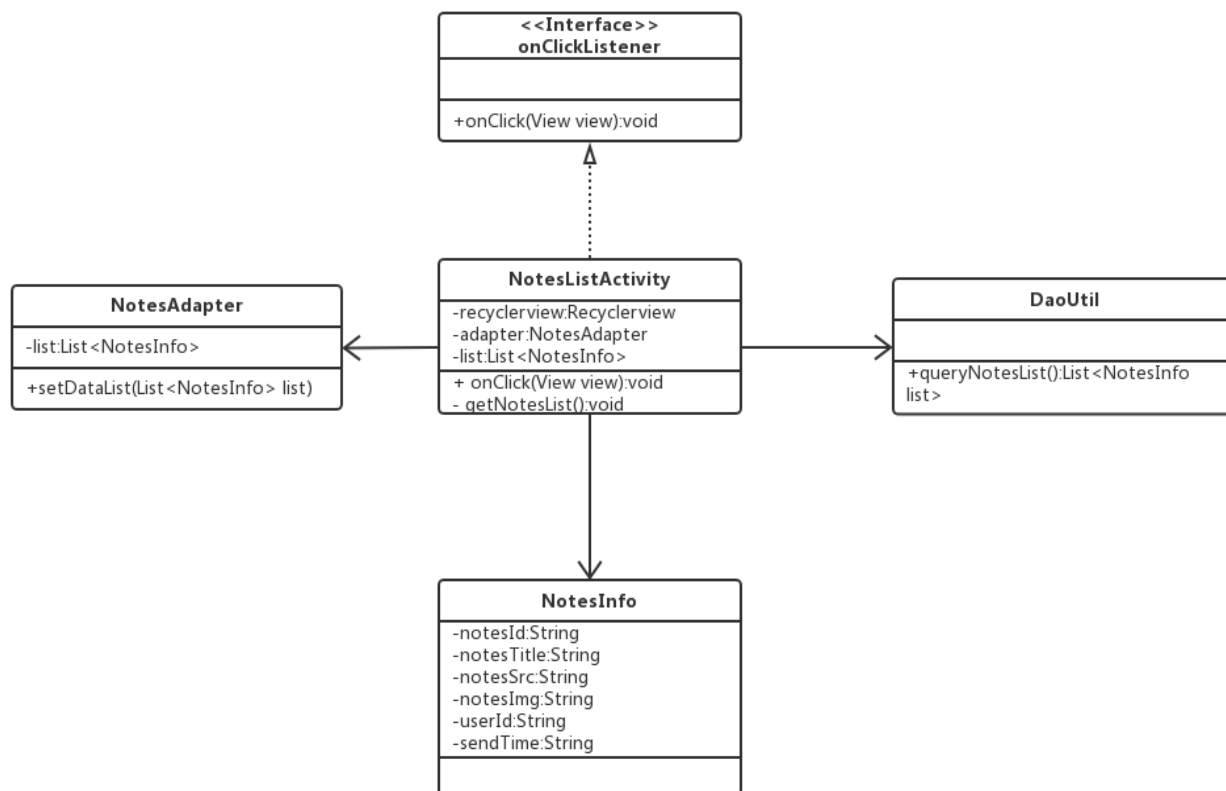 <<Interface>>
onClickListener
+onClick(View view):void
NotesAdapter
-list:List<NotesInfo>
+setDataList(List<NotesInfo> list)
NotesListActivity
-recyclerview:Recyclerview
-adapter:NotesAdapter
-list:List<NotesInfo>
+ onClick(View view):void
- getNotesList():void
DaoUtil
+queryNotesList():List<NotesInfo
list>
NotesInfo
-notesId:String
-notesTitle:String
-notesSrc:String
-notesImg:String
-userId:String
-sendTime:String